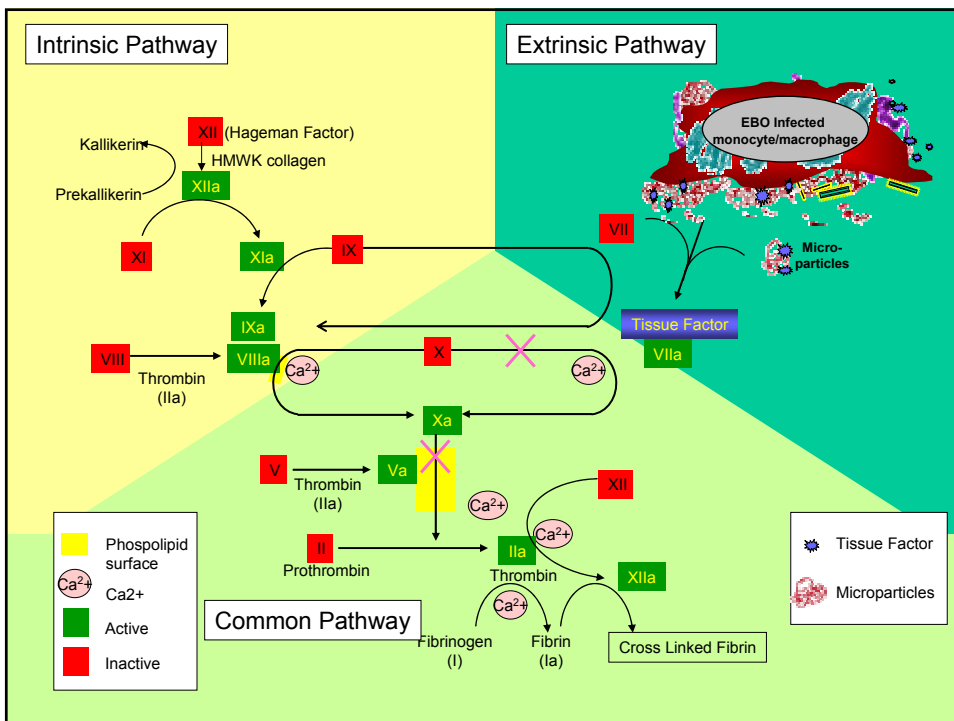 Intrinsic Pathway
Extrinsic Pathway
EBO Infected
monocyte/macrophage
XII (Hageman Factor)
Kallikerin
HMWK collagen
XIIa
Prekallikerin
VII
XI
XIa
IX
Micro-
particles
IXa
Tissue Factor
VIII
VIIIa
Ca2+
X
Ca2+
VIIa
Thrombin
(IIa)
Xa
V
Va
XII
Thrombin
(IIa)
Ca2+
Ca2+
II
IIa
Prothrombin
Thrombin
XIIa
Ca2+
Common Pathway
Fibrinogen
(I)
Fibrin
(Ia)
Cross Linked Fibrin
Phospolipid
surface
Ca2+
Ca2+
Active
Inactive
Tissue Factor
Microparticles